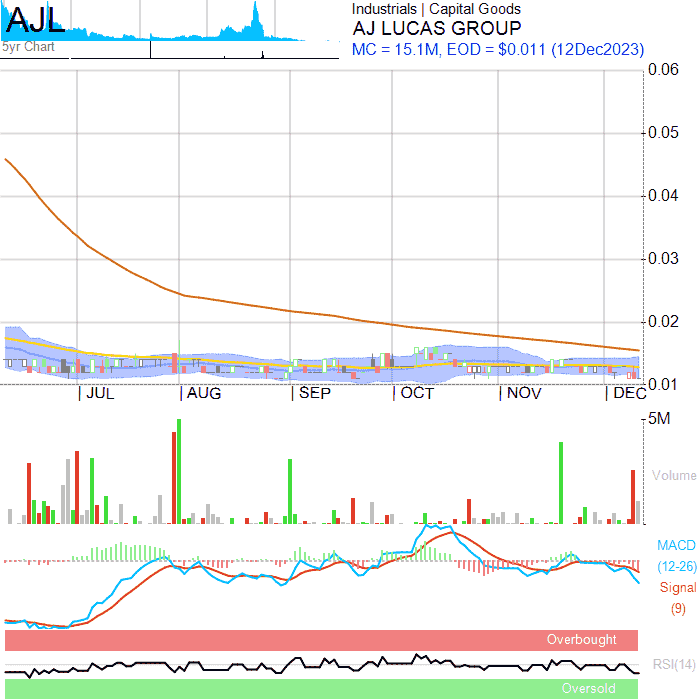 AJL
5yr Chart
Industrials | Capital Goods
AJ LUCAS GROUP
MC = 15.1M, EOD = $0.011 (12Dec2023)
0.06
0.05
0.04
0.03
0.02
0.01
JUL AUG SEP OCT NOV DEC
5M
Volume
MACD
(12-26)
Signal
(9)
Overbought
RSI(14)
Oversold